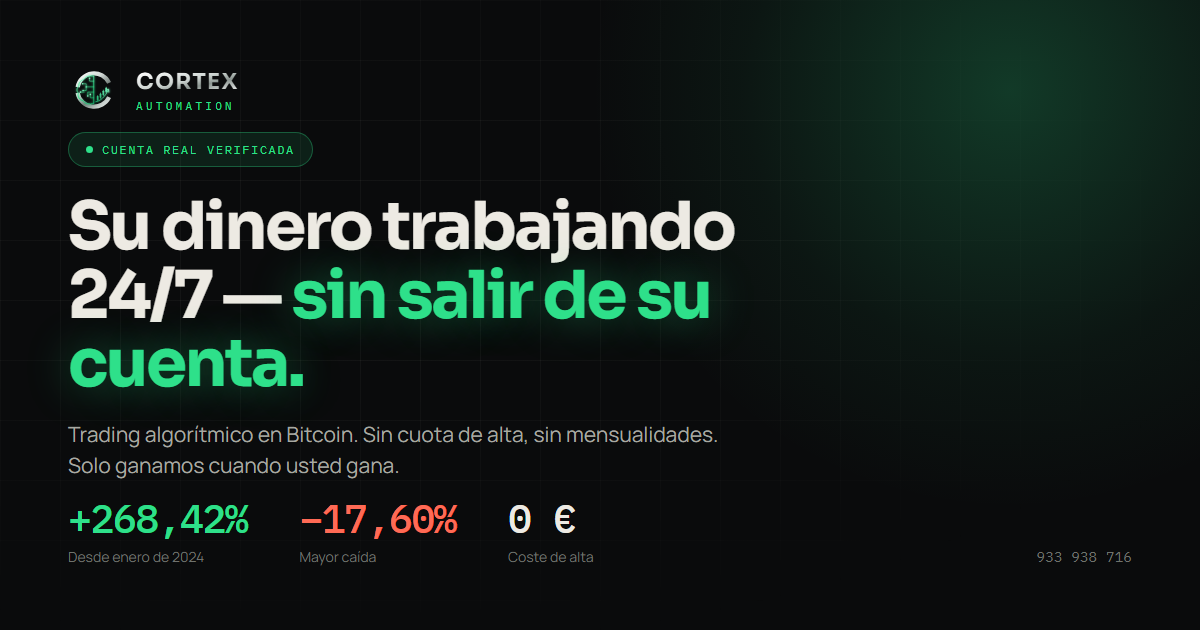 CORTEX
AUTOMATION
CUENTA REAL VERIFICADA
Su dinero trabajando
24/7 — sin salir de su
cuenta.
Trading algorítmico en Bitcoin. Sin cuota de alta, sin mensualidades.
Solo ganamos cuando usted gana.
+268,42% −17,60% 0 €
Desde enero de 2024 Mayor caída Coste de alta 933 938 716